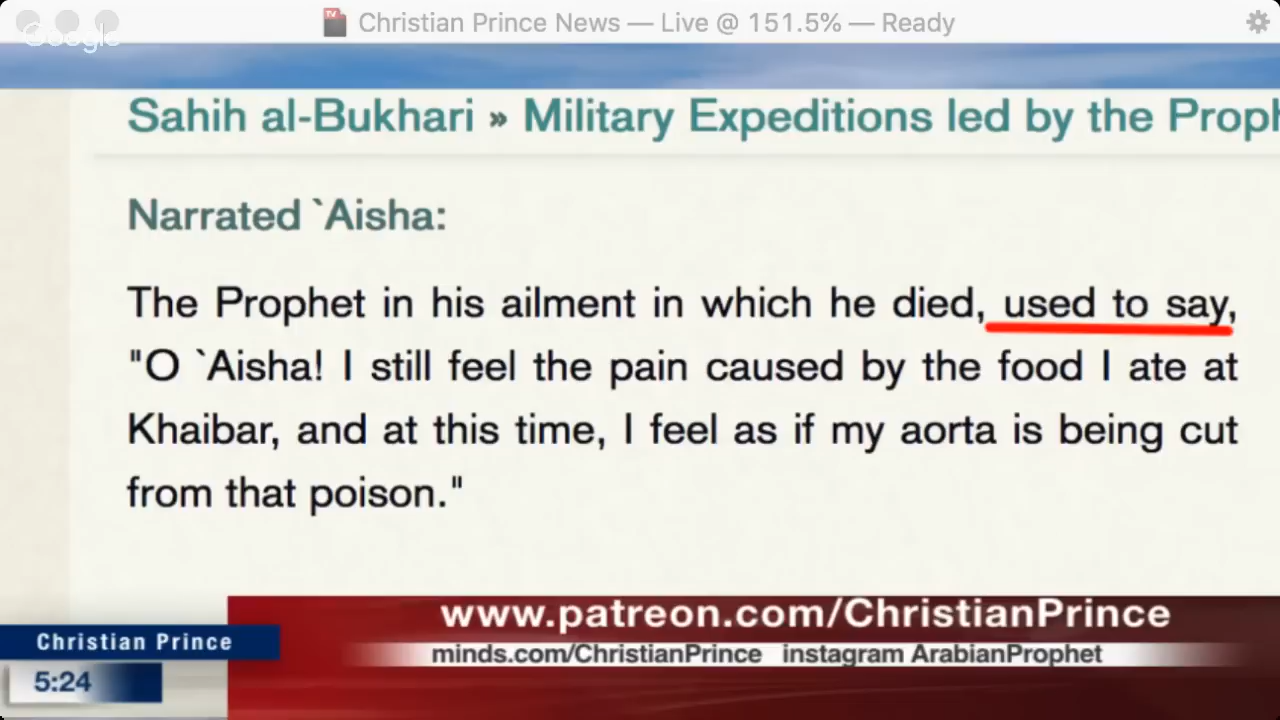 Christian Prince News — Live @ 151.5% — Ready
Google
TV
Sahih al-Bukhari » Military Expeditions led by the Proph
Narrated `Aisha:
The Prophet in his ailment in which he died, used to say,
"O `Aisha! I still feel the pain caused by the food I ate at
Khaibar, and at this time, I feel as if my aorta is being cut
from that poison."
www.patreon.com/ChristianPrince
Christian Prince
minds.com/ChristianPrince instagram ArabianProphet
5:24